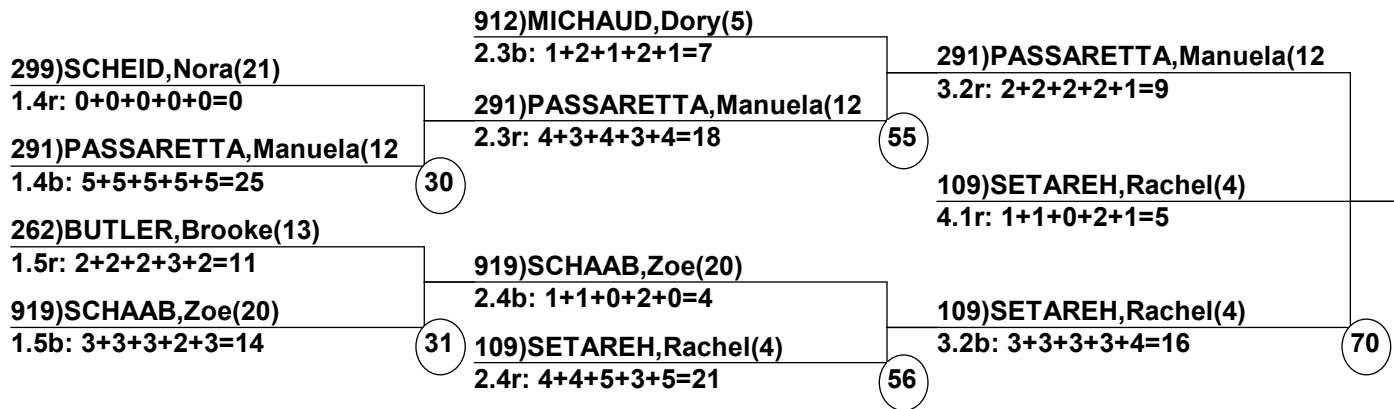 299)SCHEID,Nora(21)
1.4r: 0+0+0+0+0=0
291)PASSARETTA,Manuela(12
1.4b: 5+5+5+5+5=25
30
262)BUTLER,Brooke(13)
1.5r: 2+2+2+3+2=11
919)SCHAAB,Zoe(20)
1.5b: 3+3+3+2+3=14
31
912)MICHAUD,Dory(5)
2.3b: 1+2+1+2+1=7
291)PASSARETTA,Manuela(12
2.3r: 4+3+4+3+4=18
55
919)SCHAAB,Zoe(20)
2.4b: 1+1+0+2+0=4
109)SETAREH,Rachel(4)
2.4r: 4+4+5+3+5=21
56
291)PASSARETTA,Manuela(12
3.2r: 2+2+2+2+1=9
109)SETAREH,Rachel(4)
4.1r: 1+1+0+2+1=5
109)SETAREH,Rachel(4)
3.2b: 3+3+3+3+4=16
70